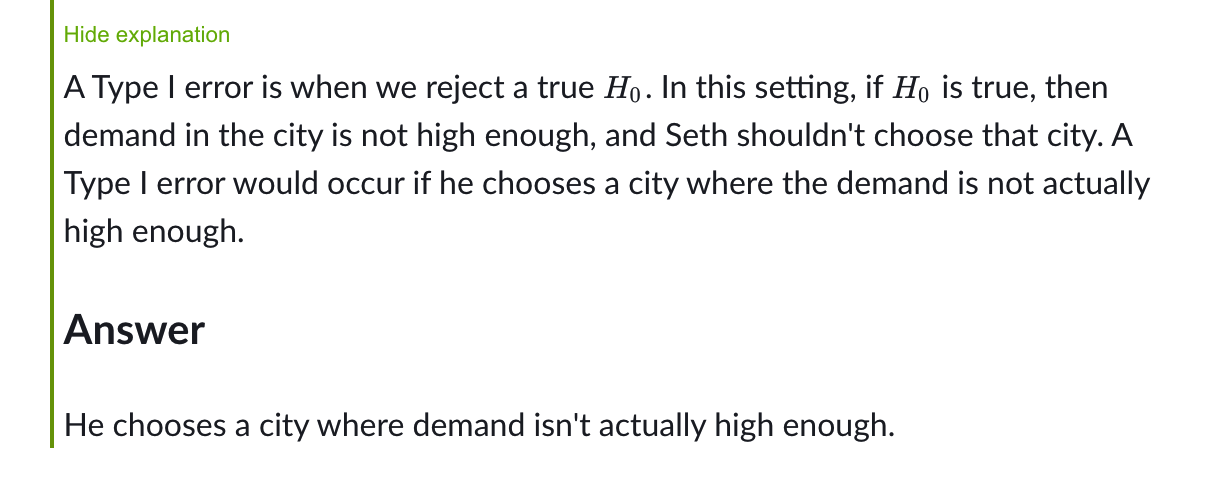 Hide explanation
A Type I error is when we reject a true H₀. In this setting, if H₀ is true, then
demand in the city is not high enough, and Seth shouldn't choose that city. A
Type I error would occur if he chooses a city where the demand is not actually
high enough.
Answer
He chooses a city where demand isn't actually high enough.